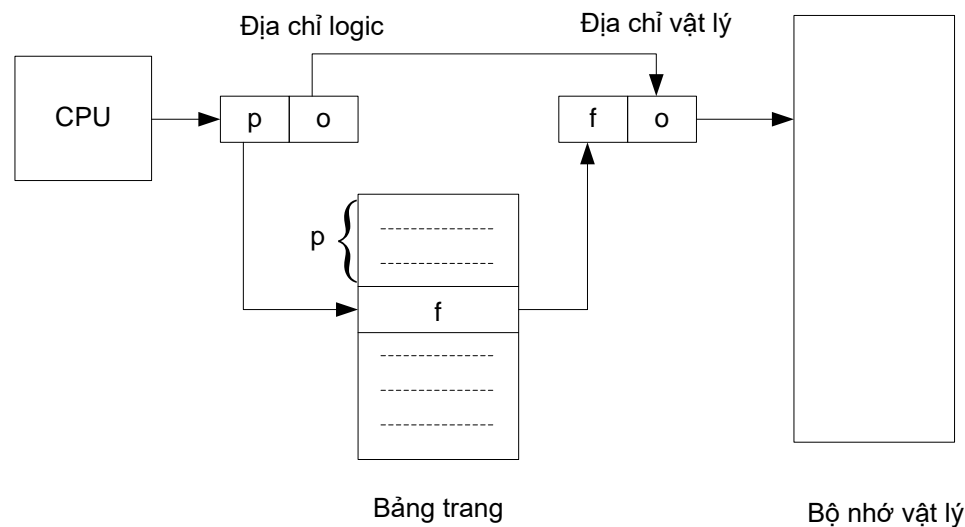 Địa chỉ logic
Địa chỉ vật lý
CPU
p
o
f
o
p
f
Bảng trang
Bộ nhớ vật lý